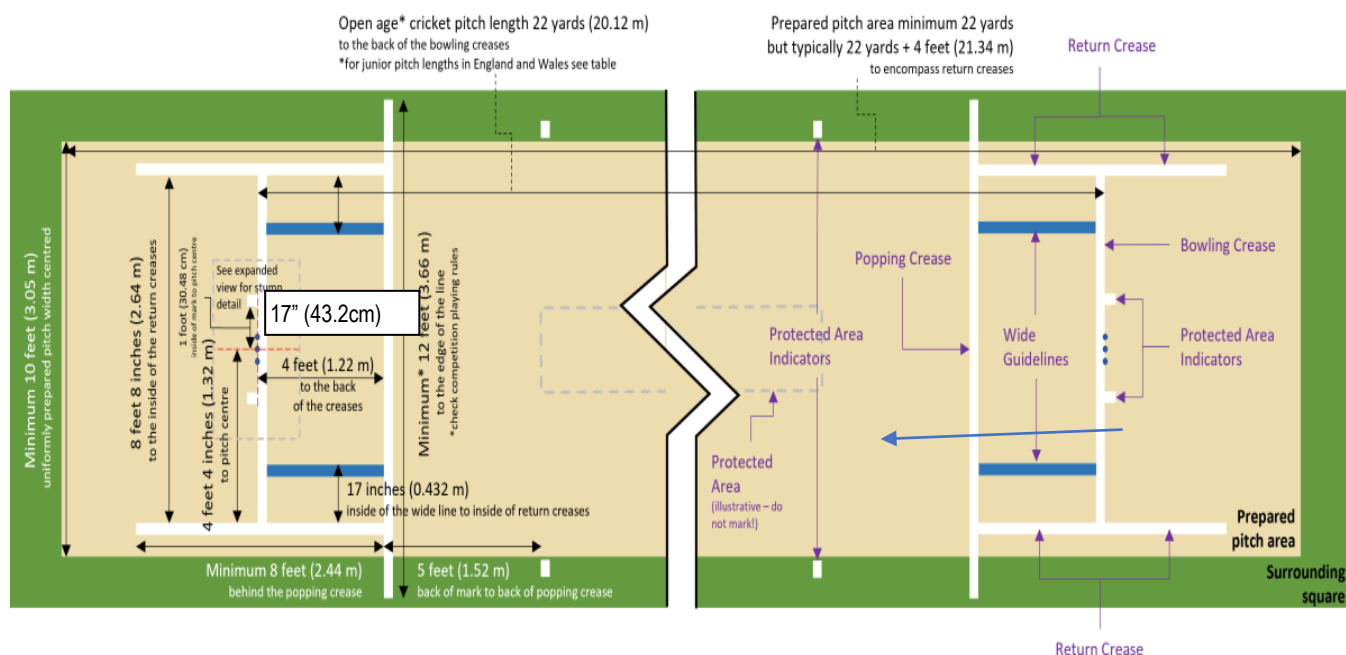 Open age* cricket pitch length 22 yards (20.12 m)
to the back of the bowling creases
*for junior pitch lengths in England and Wales see table
Prepared pitch area minimum 22 yards
but typically 22 yards + 4 feet (21.34 m)
to encompass return creases
Return Crease
Minimum 10 feet (3.05 m)
uniformly prepared pitch width centred
8 feet 8 inches (2.64 m)
to the inside of the return creases
1 foot (30.48 cm)
inside of mark to pitch centre
4 feet 4 inches (1.32 m)
to pitch centre
See expanded
view for stump
detail
17” (43.2cm)
4 feet (1.22 m)
to the back
of the creases
Minimum* 12 feet (3.66 m)
to the edge of the line
*check competition playing rules
17 inches (0.432 m)
inside of the wide line to inside of return creases
Minimum 8 feet (2.44 m)
behind the popping crease
5 feet (1.52 m)
back of mark to back of popping crease
Protected Area
Indicators
Protected
Area
(illustrative – do
not mark!)
Popping Crease
Wide
Guidelines
Bowling Crease
Protected Area
Indicators
Prepared
pitch area
Surrounding
square
Return Crease